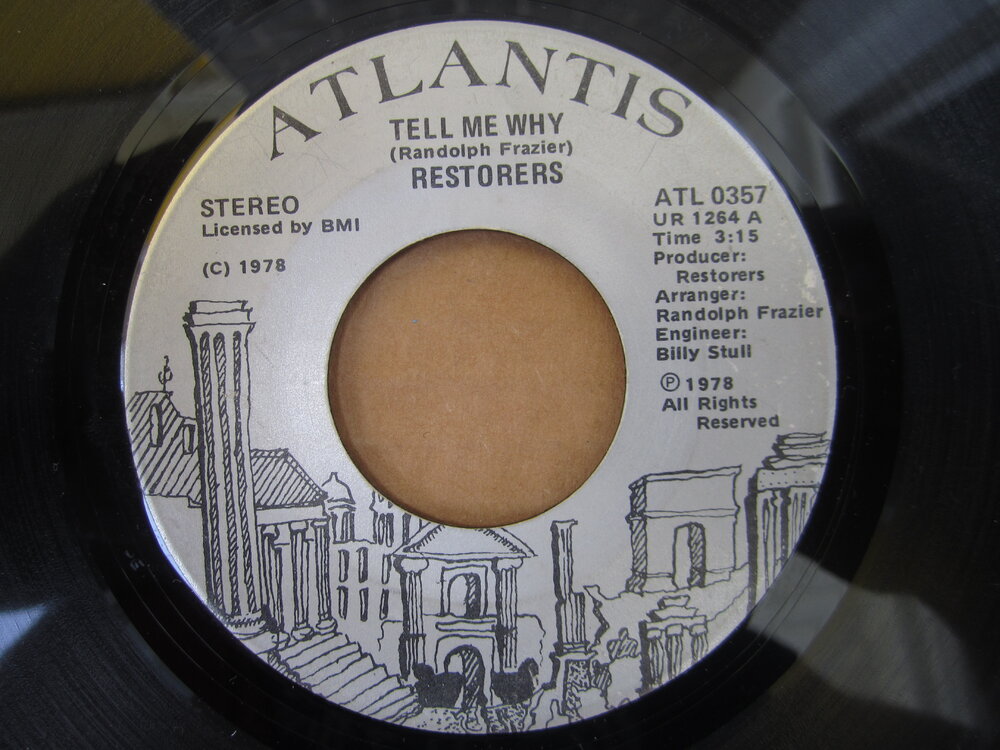 ATLANTIS
TELL ME WHY
(Randolph Frazier)
RESTORERS
STEREO
Licensed by BMI
(C) 1978
ATL 0357
UR 1264 A
Time 3:15
Producer:
Restorers
Arranger:
Randolph Frazier
Engineer:
Billy Stull
Ⓟ 1978
All Rights
Reserved